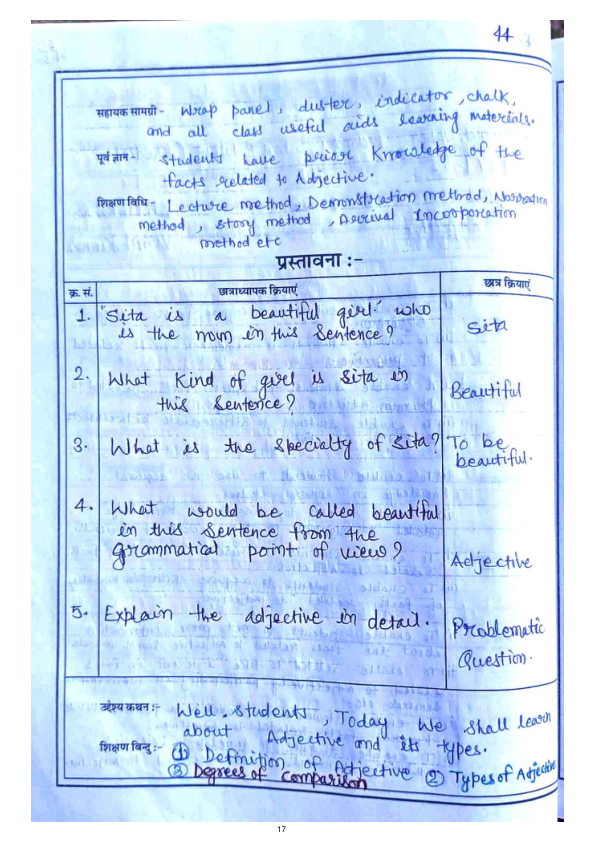 44
सहायक सामग्री - Wrap panel, duster, indicator, chalk,
and all class useful aids learning materials.
पूर्व ज्ञान - Students have prior Knowledge of the
facts related to Adjective.
शिक्षण विधि - Lecture method, Demonstration method, Narration
method, story method, Incorporation
method etc
प्रस्तावना :-
क्र. सं. छात्राध्यापक क्रियाएं छात्र क्रियाएं
1. "Sita is a beautiful girl" who
is the noun in this Sentence?
Sita
2. What Kind of girl is Sita in
this Sentence?
Beautiful
3. What is the Specialty of Sita? To be
beautiful.
4. What would be called beautiful
in this Sentence from the
grammatical point of view?
Adjective
5. Explain the adjective in detail.
Problematic
Question.
उद्देश्य कथन :- Well, students, Today We shall learn
about Adjective and its types.
शिक्षण बिन्दु :- (1) Definition of Adjective (2) Types of Adjective
(3) Degrees of Comparison
17